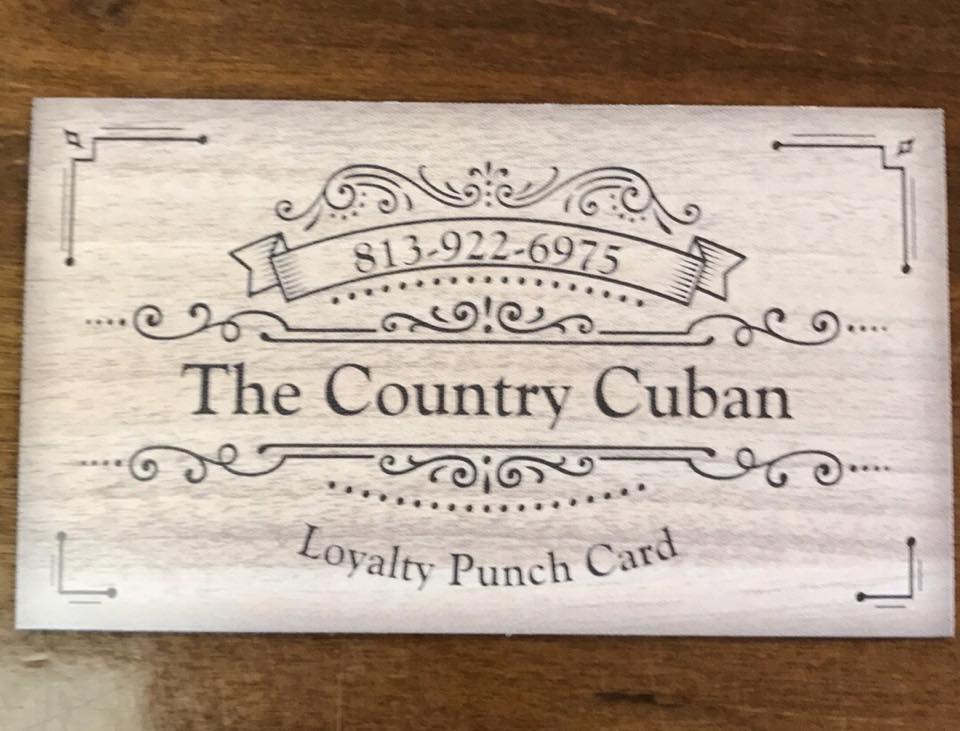 813-922-6975
The Country Cuban
Loyalty Punch Card